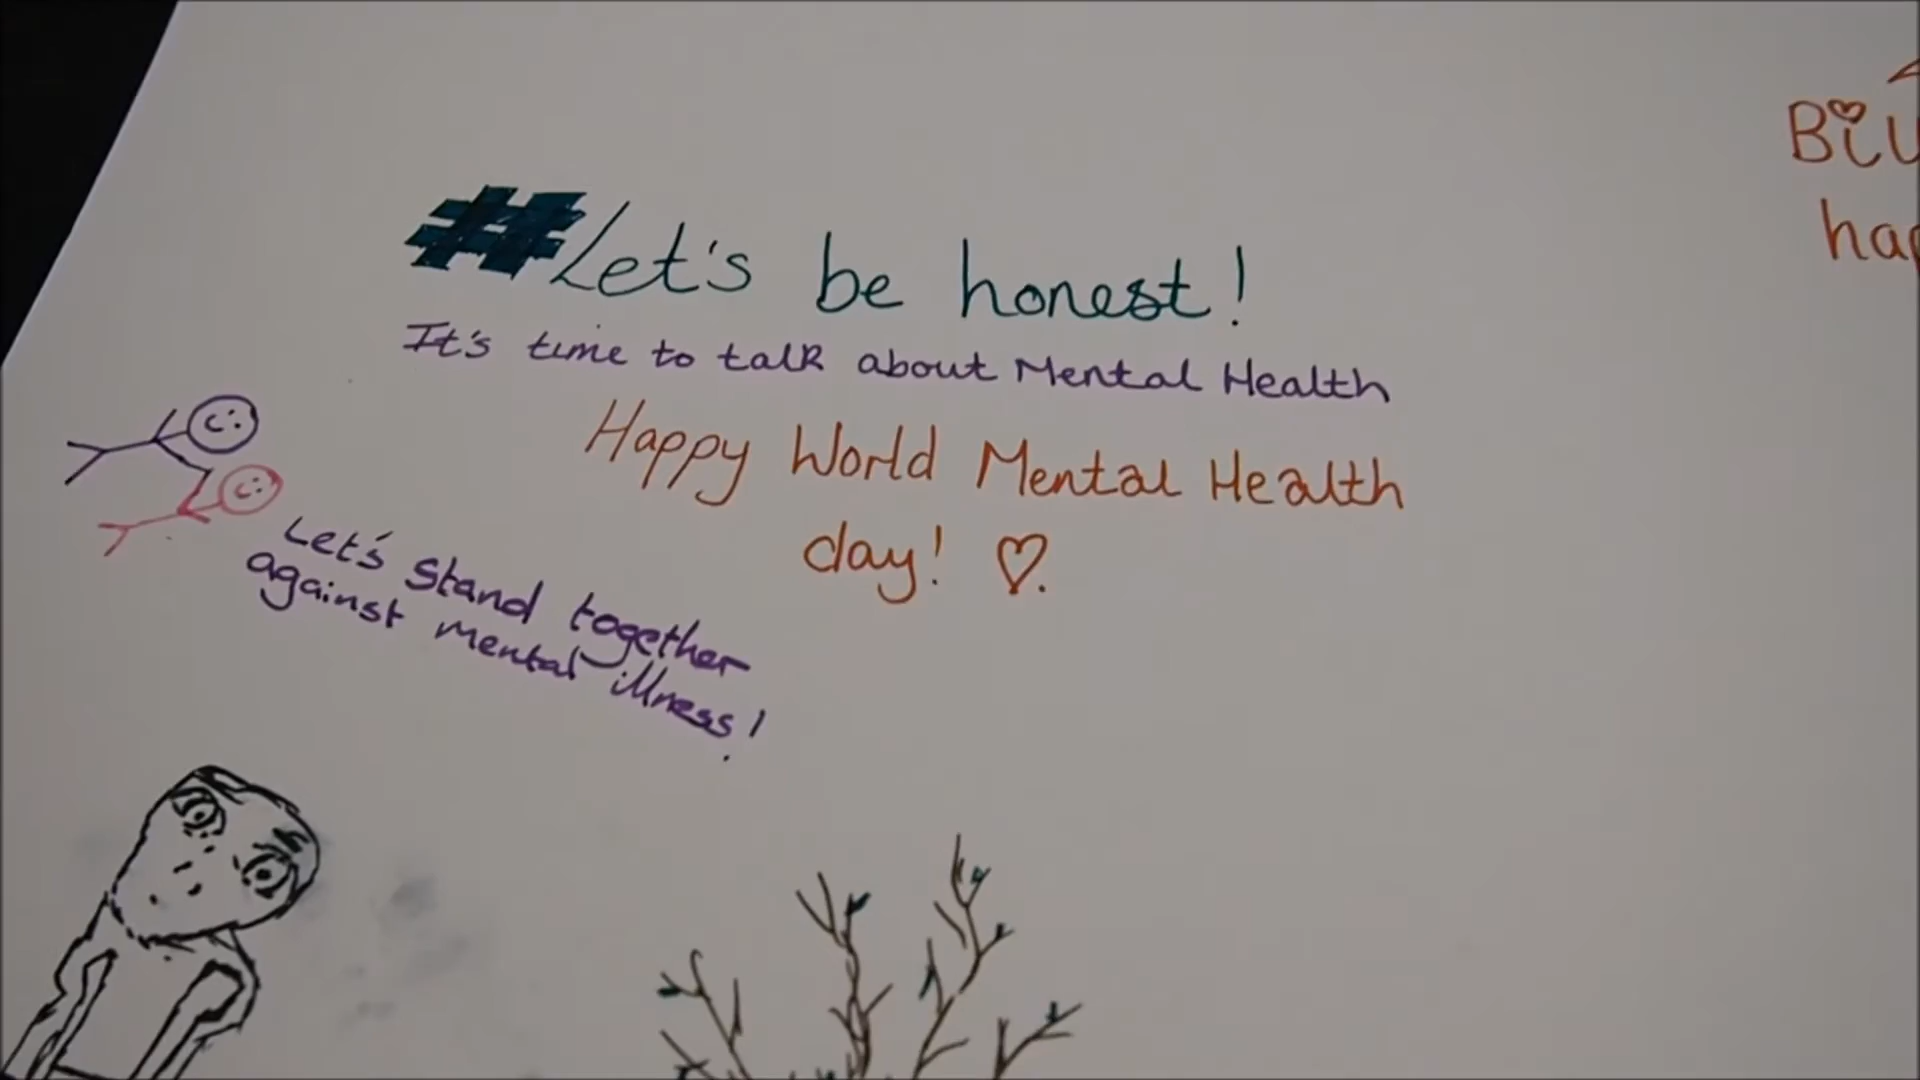 #Let's be honest!
It's time to talk about Mental Health
Happy World Mental Health
day! ♡.
Let's stand together
against mental illness!